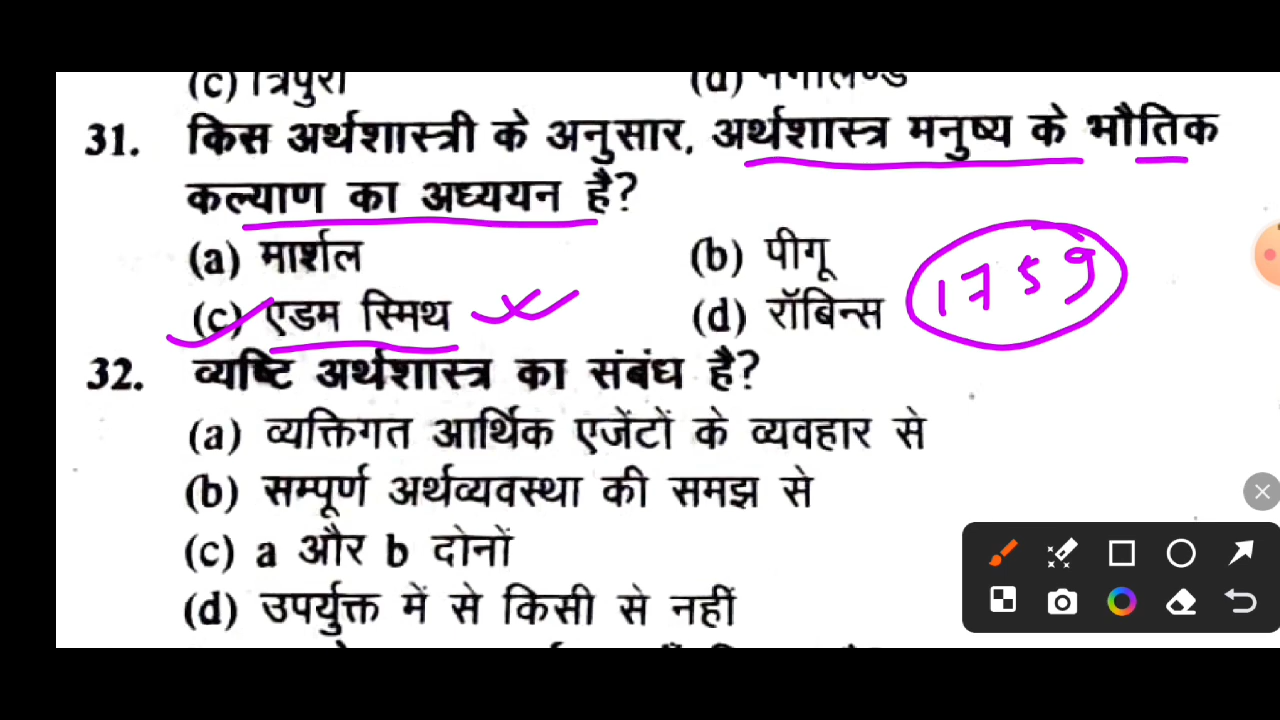 (c) त्रिपुरा (d) नगालैण्ड
31. किस अर्थशास्त्री के अनुसार, अर्थशास्त्र मनुष्य के भौतिक
कल्याण का अध्ययन है?
(a) मार्शल (b) पीगू
(c) एडम स्मिथ (d) रॉबिन्स 1759
32. व्यष्टि अर्थशास्त्र का संबंध है?
(a) व्यक्तिगत आर्थिक एजेंटों के व्यवहार से
(b) सम्पूर्ण अर्थव्यवस्था की समझ से
(c) a और b दोनों
(d) उपर्युक्त में से किसी से नहीं